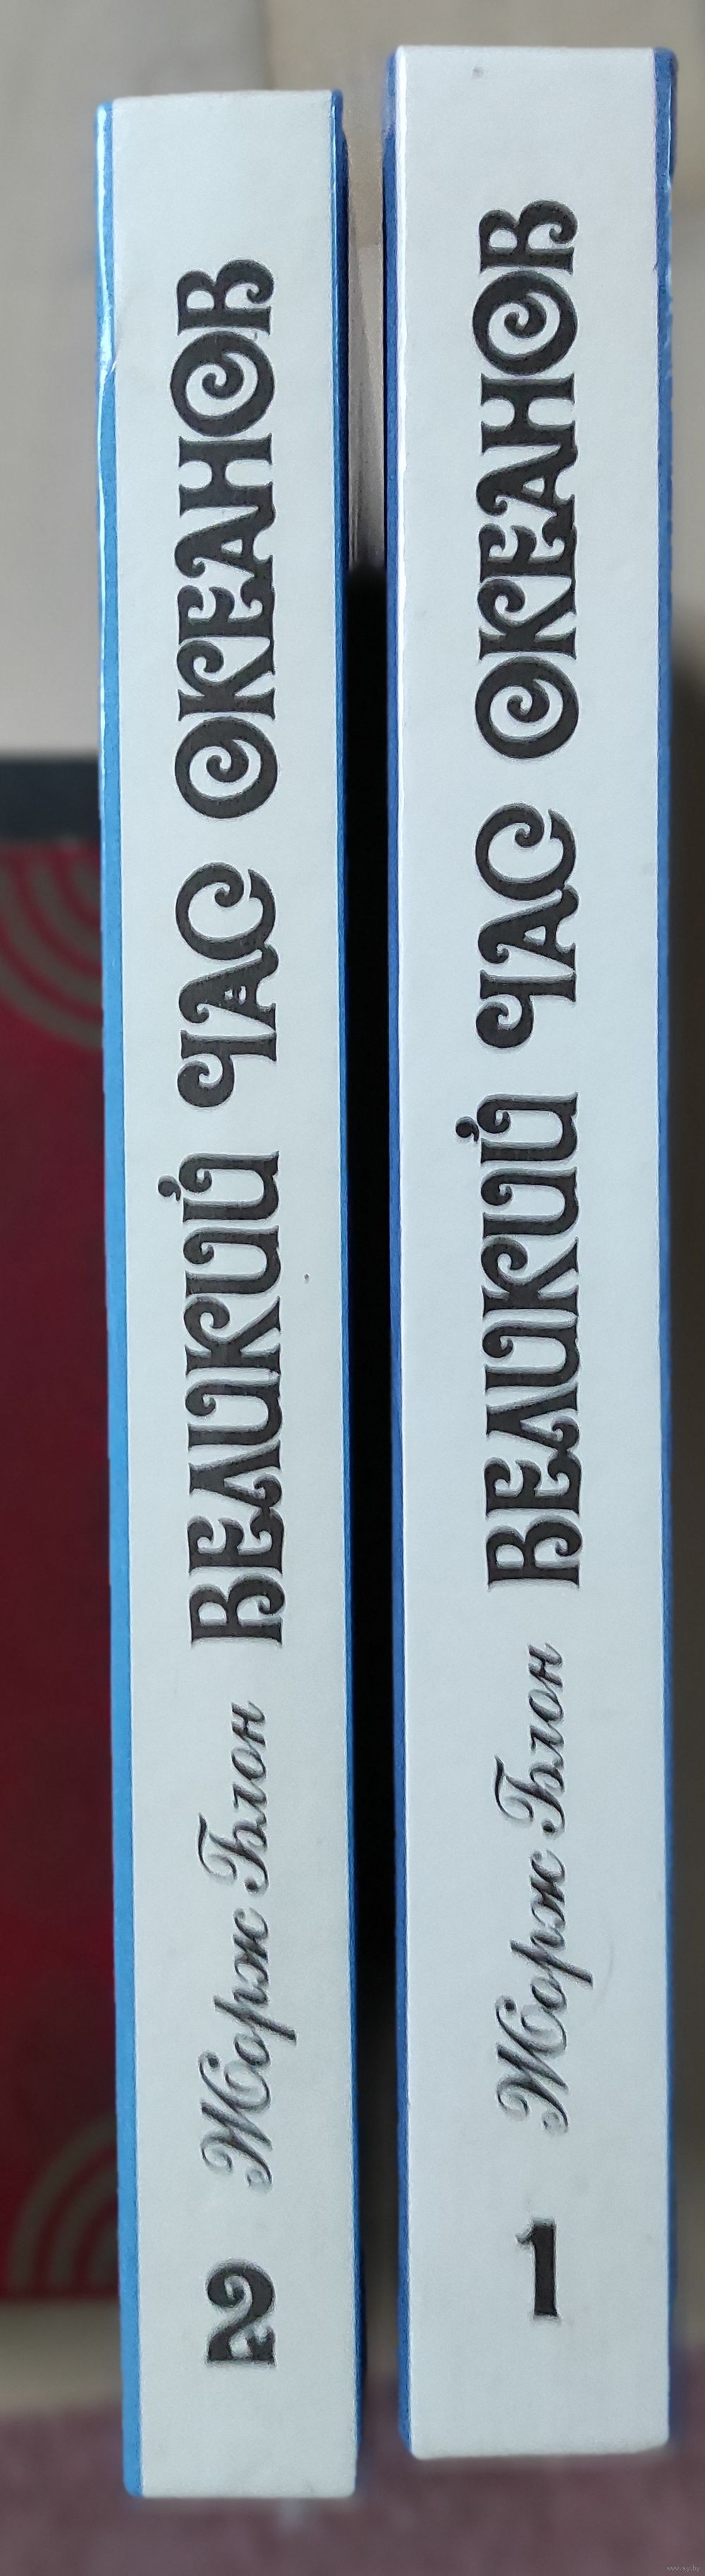 2 Жорж Блон ВЕЛИКИЙ ЧАС ОКЕАНОВ
1 Жорж Блон ВЕЛИКИЙ ЧАС ОКЕАНОВ